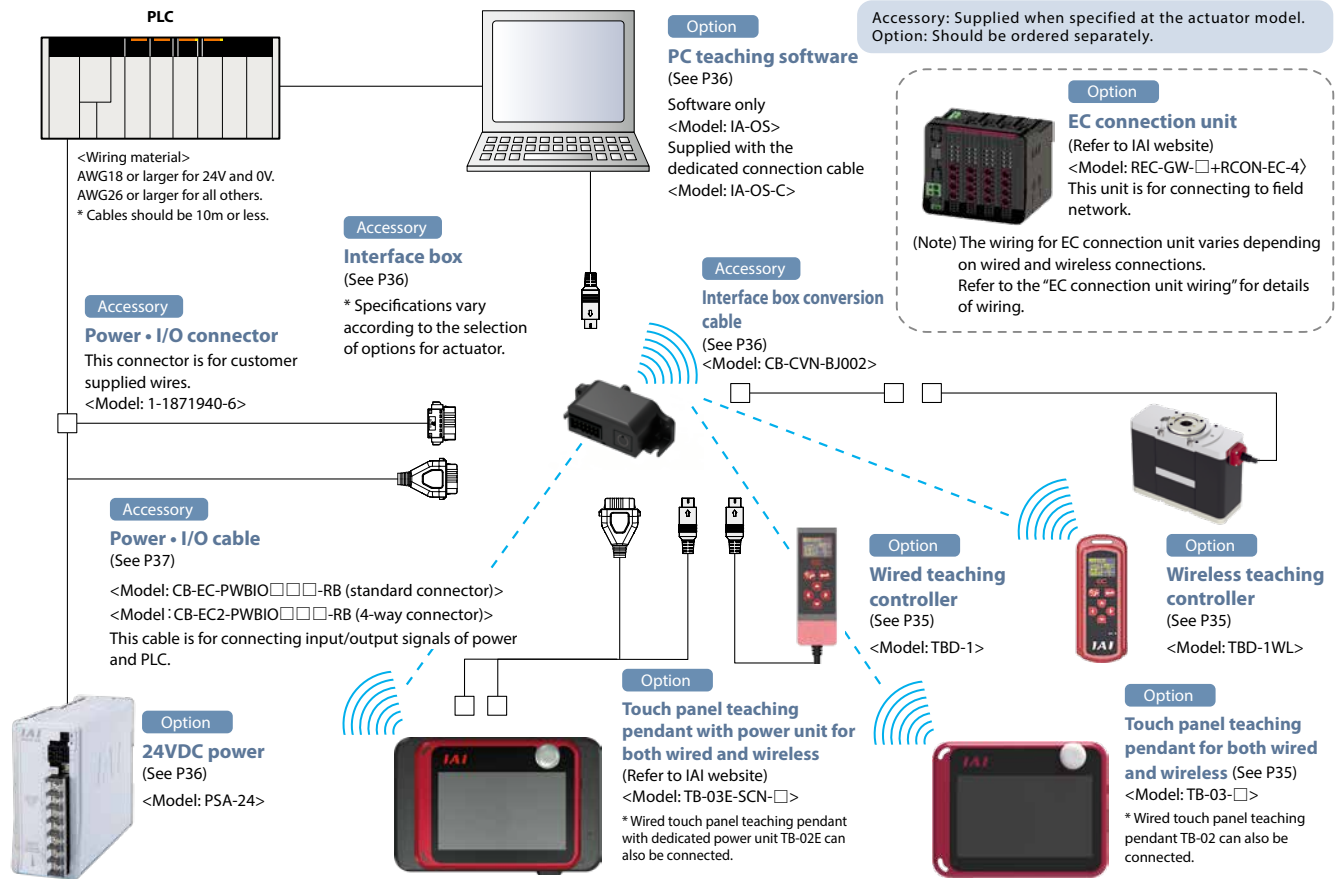 PLC
<Wiring material>
AWG18 or larger for 24V and 0V.
AWG26 or larger for all others.
* Cables should be 10m or less.
Option
PC teaching software
(See P36)
Software only
<Model: IA-OS>
Supplied with the
dedicated connection cable
<Model: IA-OS-C>
Accessory: Supplied when specified at the actuator model.
Option: Should be ordered separately.
Option
EC connection unit
(Refer to IAI website)
<Model: REC-GW-□+RCON-EC-4〉
This unit is for connecting to field
network.
(Note) The wiring for EC connection unit varies depending
on wired and wireless connections.
Refer to the “EC connection unit wiring” for details
of wiring.
Accessory
Interface box
(See P36)
* Specifications vary
according to the selection
of options for actuator.
Accessory
Interface box conversion
cable
(See P36)
<Model: CB-CVN-BJ002>
Accessory
Power • I/O connector
This connector is for customer
supplied wires.
<Model: 1-1871940-6>
Accessory
Power • I/O cable
(See P37)
<Model: CB-EC-PWBIO□□□-RB (standard connector)>
<Model：CB-EC2-PWBIO□□□-RB (4-way connector)>
This cable is for connecting input/output signals of power
and PLC.
Option
Wired teaching
controller
(See P35)
<Model: TBD-1>
Option
Wireless teaching
controller
(See P35)
<Model: TBD-1WL>
IAI
Option
24VDC power
(See P36)
<Model: PSA-24>
IAI
IAI
Option
Touch panel teaching
pendant with power unit for
both wired and wireless
(Refer to IAI website)
<Model: TB-03E-SCN-□>
* Wired touch panel teaching pendant
with dedicated power unit TB-02E can
also be connected.
IAI
Option
Touch panel teaching
pendant for both wired
and wireless (See P35)
<Model: TB-03-□>
* Wired touch panel teaching
pendant TB-02 can also be
connected.